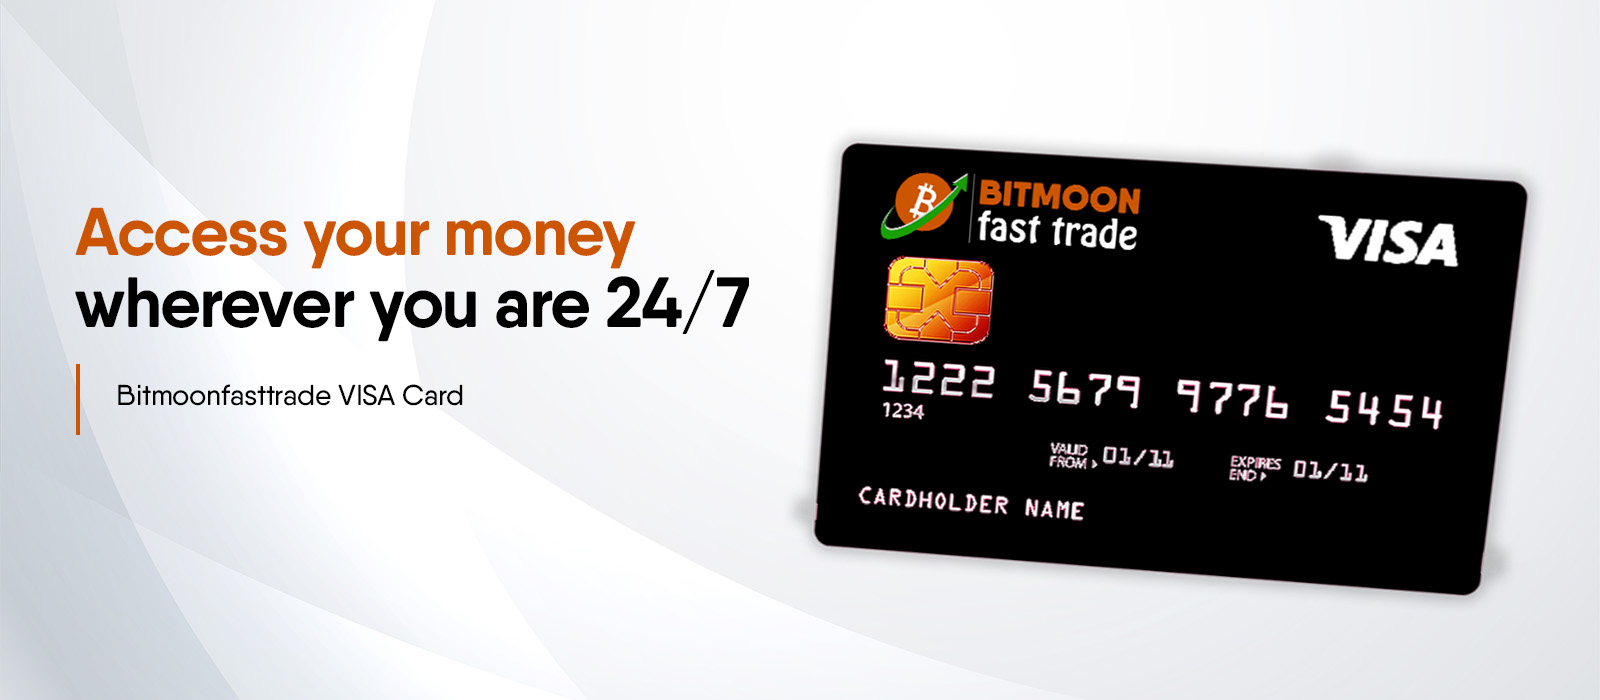 Access your money
wherever you are 24/7
Bitmoonfasttrade VISA Card
BITMOON
fast trade
VISA
1222 5679 9776 5454
1234
VALID
FROM
01/11
EXPIRES
END
01/11
CARDHOLDER NAME